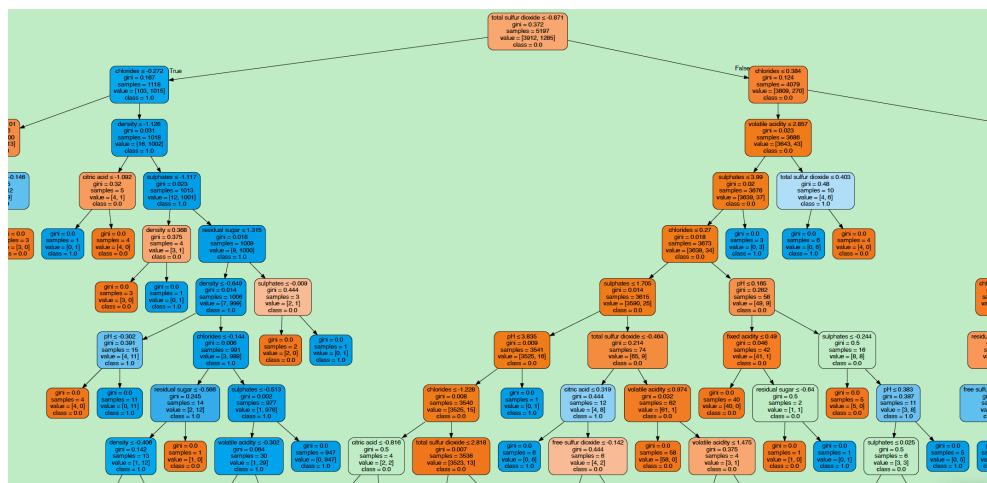 total sulfur dioxide ≤ -0.871
gini = 0.372
samples = 5197
value = [3912, 1285]
class = 0.0
True
False
chlorides ≤ -0.272
gini = 0.167
samples = 1118
value = [103, 1015]
class = 1.0
chlorides ≤ 0.384
gini = 0.124
samples = 4079
value = [3809, 270]
class = 0.0
density ≤ -1.126
gini = 0.031
samples = 1018
value = [16, 1002]
class = 1.0
volatile acidity ≤ 2.857
gini = 0.023
samples = 3686
value = [3643, 43]
class = 0.0
citric acid ≤ -1.092
gini = 0.32
samples = 5
value = [4, 1]
class = 0.0
sulphates ≤ -1.117
gini = 0.023
samples = 1013
value = [12, 1001]
class = 1.0
sulphates ≤ 3.99
gini = 0.02
samples = 3676
value = [3639, 37]
class = 0.0
total sulfur dioxide ≤ 0.403
gini = 0.48
samples = 10
value = [4, 6]
class = 1.0
gini = 0.0
samples = 1
value = [0, 1]
class = 1.0
gini = 0.0
samples = 4
value = [4, 0]
class = 0.0
density ≤ 0.368
gini = 0.375
samples = 4
value = [3, 1]
class = 0.0
residual sugar ≤ 1.315
gini = 0.018
samples = 1009
value = [9, 1000]
class = 1.0
chlorides ≤ 0.27
gini = 0.018
samples = 3673
value = [3639, 34]
class = 0.0
gini = 0.0
samples = 3
value = [0, 3]
class = 1.0
gini = 0.0
samples = 6
value = [0, 6]
class = 1.0
gini = 0.0
samples = 4
value = [4, 0]
class = 0.0
gini = 0.0
samples = 3
value = [3, 0]
class = 0.0
gini = 0.0
samples = 1
value = [0, 1]
class = 1.0
density ≤ -0.649
gini = 0.014
samples = 1006
value = [7, 999]
class = 1.0
sulphates ≤ -0.009
gini = 0.444
samples = 3
value = [2, 1]
class = 0.0
sulphates ≤ 1.705
gini = 0.014
samples = 3615
value = [3590, 25]
class = 0.0
pH ≤ 0.165
gini = 0.262
samples = 58
value = [49, 9]
class = 0.0
pH ≤ -0.302
gini = 0.391
samples = 15
value = [4, 11]
class = 1.0
chlorides ≤ -0.144
gini = 0.006
samples = 991
value = [3, 988]
class = 1.0
gini = 0.0
samples = 2
value = [2, 0]
class = 0.0
gini = 0.0
samples = 1
value = [0, 1]
class = 1.0
pH ≤ 3.835
gini = 0.009
samples = 3541
value = [3525, 16]
class = 0.0
total sulfur dioxide ≤ -0.464
gini = 0.214
samples = 74
value = [65, 9]
class = 0.0
fixed acidity ≤ 0.49
gini = 0.046
samples = 42
value = [41, 1]
class = 0.0
sulphates ≤ -0.244
gini = 0.5
samples = 16
value = [8, 8]
class = 0.0
gini = 0.0
samples = 4
value = [4, 0]
class = 0.0
gini = 0.0
samples = 11
value = [0, 11]
class = 1.0
residual sugar ≤ -0.566
gini = 0.245
samples = 14
value = [2, 12]
class = 1.0
sulphates ≤ -0.513
gini = 0.002
samples = 977
value = [1, 976]
class = 1.0
chlorides ≤ -1.228
gini = 0.008
samples = 3540
value = [3525, 15]
class = 0.0
gini = 0.0
samples = 1
value = [0, 1]
class = 1.0
citric acid ≤ 0.319
gini = 0.444
samples = 12
value = [4, 8]
class = 1.0
volatile acidity ≤ 0.974
gini = 0.032
samples = 62
value = [61, 1]
class = 0.0
gini = 0.0
samples = 40
value = [40, 0]
class = 0.0
residual sugar ≤ -0.64
gini = 0.5
samples = 2
value = [1, 1]
class = 0.0
gini = 0.0
samples = 5
value = [5, 0]
class = 0.0
pH ≤ 0.383
gini = 0.397
samples = 11
value = [3, 8]
class = 1.0
density ≤ -0.406
gini = 0.142
samples = 13
value = [1, 12]
class = 1.0
gini = 0.0
samples = 1
value = [1, 0]
class = 0.0
volatile acidity ≤ -0.302
gini = 0.064
samples = 30
value = [1, 29]
class = 1.0
gini = 0.0
samples = 947
value = [0, 947]
class = 1.0
citric acid ≤ -0.816
gini = 0.5
samples = 4
value = [2, 2]
class = 0.0
total sulfur dioxide ≤ 2.818
gini = 0.007
samples = 3536
value = [3523, 13]
class = 0.0
gini = 0.0
samples = 6
value = [0, 6]
class = 1.0
free sulfur dioxide ≤ -0.142
gini = 0.444
samples = 6
value = [4, 2]
class = 0.0
gini = 0.0
samples = 58
value = [58, 0]
class = 0.0
volatile acidity ≤ 1.475
gini = 0.375
samples = 4
value = [3, 1]
class = 0.0
gini = 0.0
samples = 1
value = [1, 0]
class = 0.0
gini = 0.0
samples = 1
value = [0, 1]
class = 1.0
sulphates ≤ 0.025
gini = 0.5
samples = 6
value = [3, 3]
class = 0.0
gini = 0.0
samples = 5
value = [0, 5]
class = 1.0